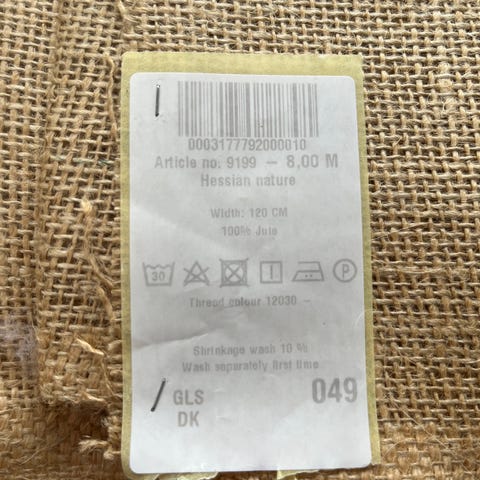 0003177792000010
Article no: 9199 - 8,00 M
Hessian nature
Width: 120 CM
100% Jute
30 P
Thread colour 12030 -
Shrinkage wash 10 %
Wash separately first time
GLS 049
DK